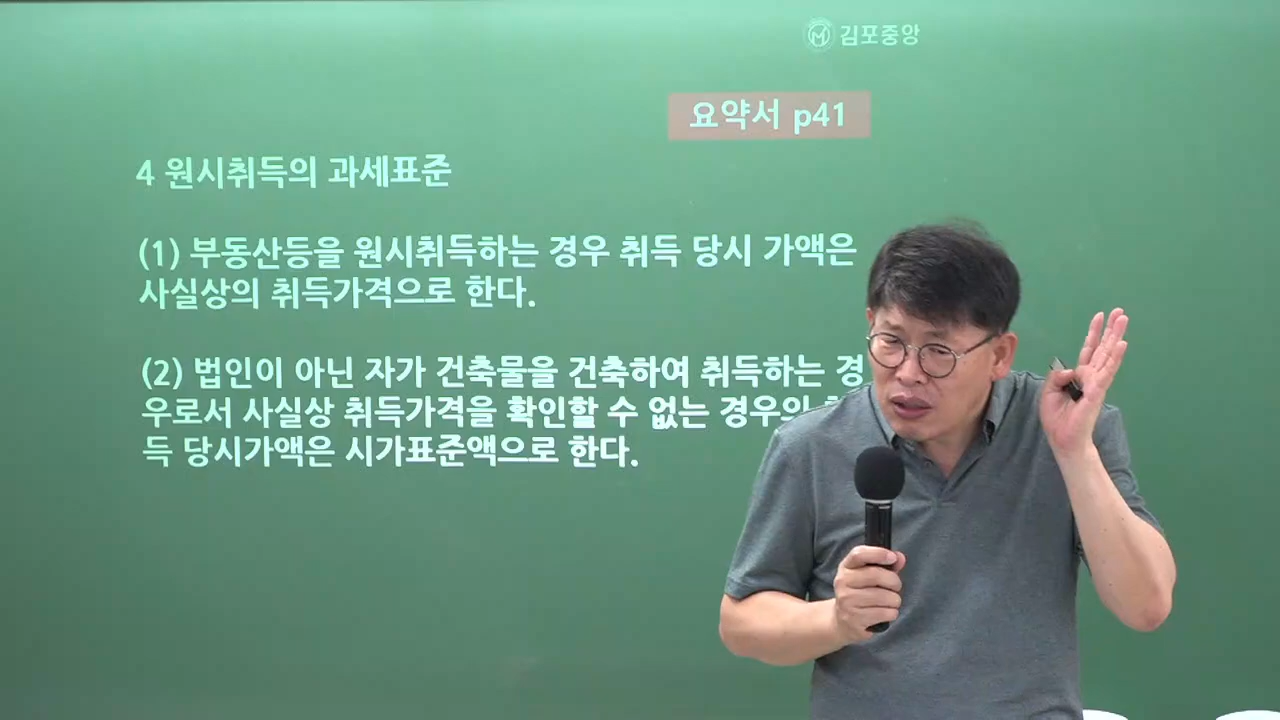 김포중앙
요약서 p41
4 원시취득의 과세표준
(1) 부동산등을 원시취득하는 경우 취득 당시 가액은
사실상의 취득가격으로 한다.
(2) 법인이 아닌 자가 건축물을 건축하여 취득하는 경
우로서 사실상 취득가격을 확인할 수 없는 경우의
득 당시가액은 시가표준액으로 한다.